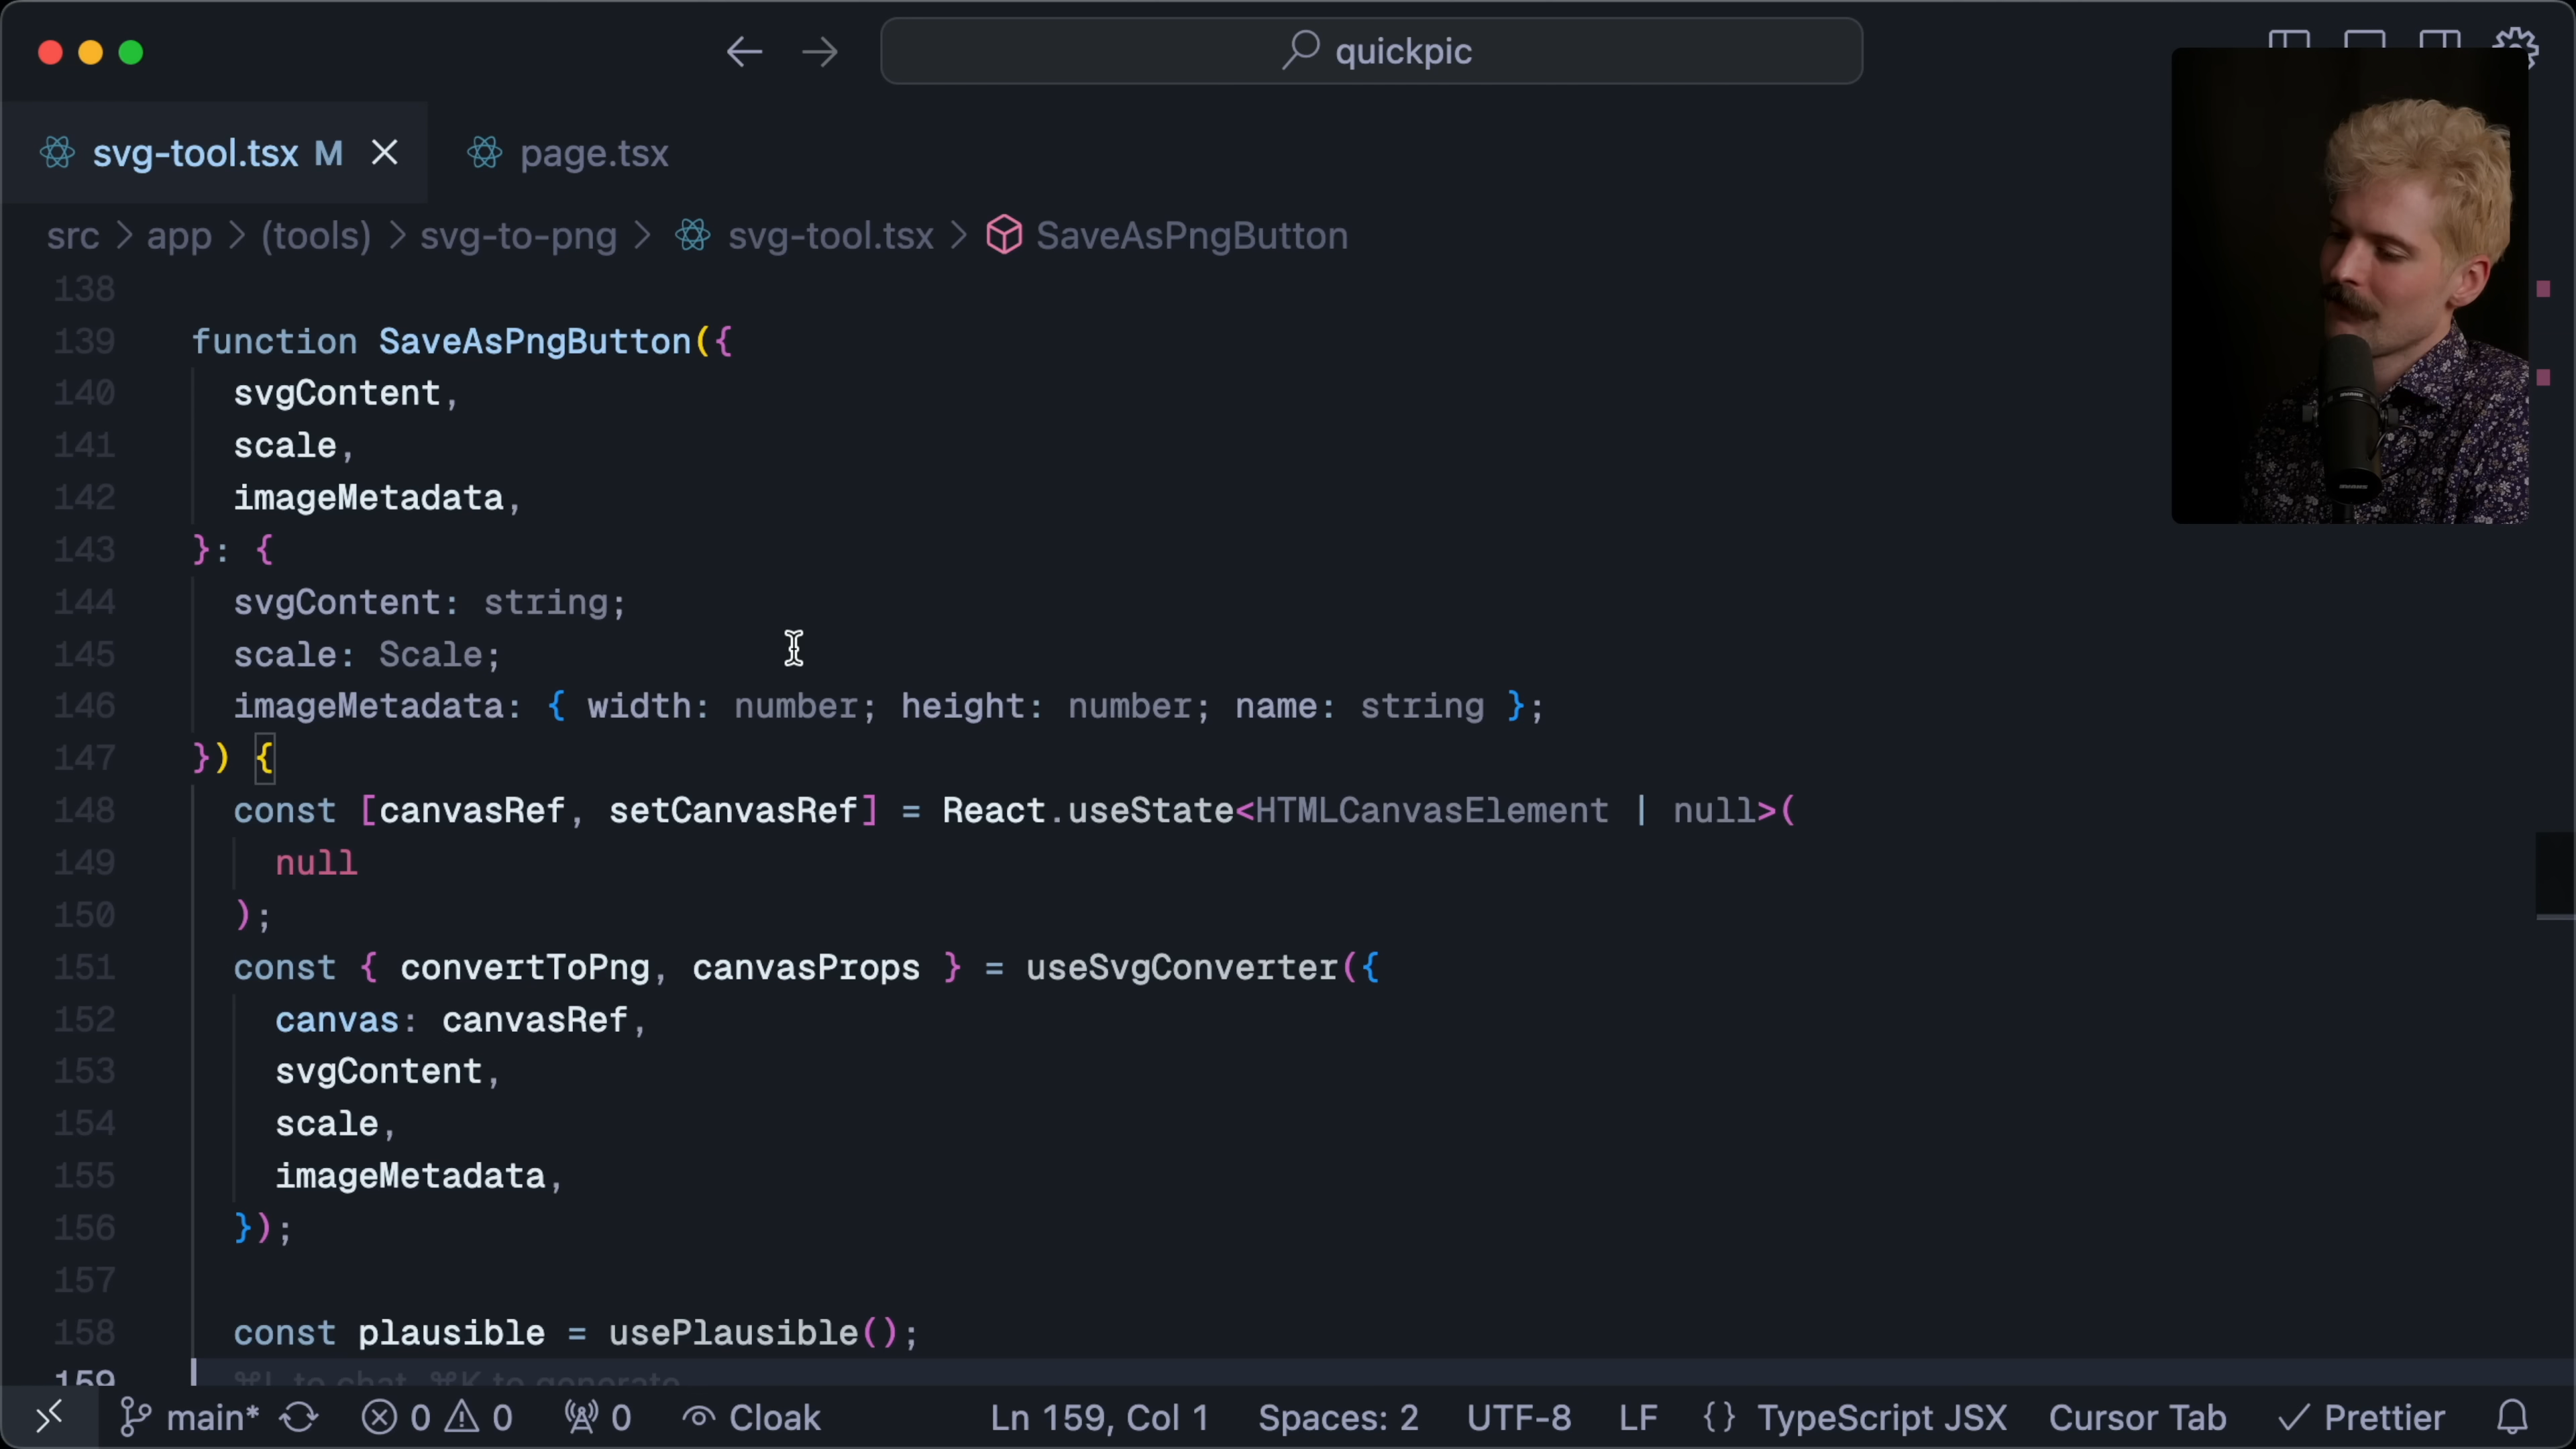 quickpic
svg-tool.tsx M
page.tsx
src > app > (tools) > svg-to-png > svg-tool.tsx > SaveAsPngButton
138
139 function SaveAsPngButton({
140 svgContent,
141 scale,
142 imageMetadata,
143 }: {
144 svgContent: string;
145 scale: Scale;
146 imageMetadata: { width: number; height: number; name: string };
147 }) {
148 const [canvasRef, setCanvasRef] = React.useState<HTMLCanvasElement | null>(
149 null
150 );
151 const { convertToPng, canvasProps } = useSvgConverter({
152 canvas: canvasRef,
153 svgContent,
154 scale,
155 imageMetadata,
156 });
157
158 const plausible = usePlausible();
159 ⌘L to chat, ⌘K to generate
main* 0 0 0 Cloak Ln 159, Col 1 Spaces: 2 UTF-8 LF {} TypeScript JSX Cursor Tab Prettier